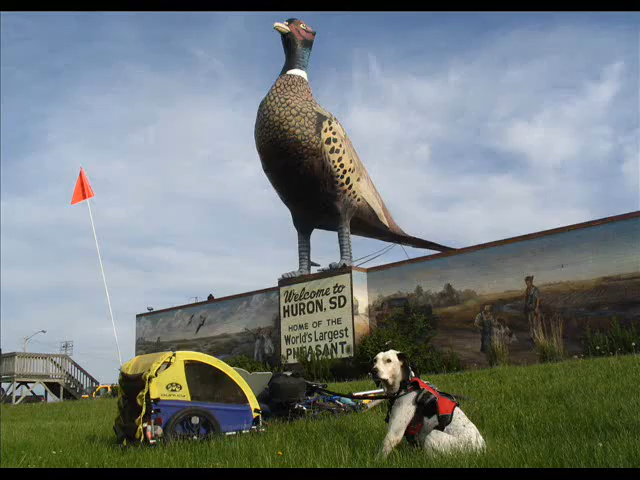 Welcome to
HURON, SD
HOME OF THE
World's Largest
PHEASANT